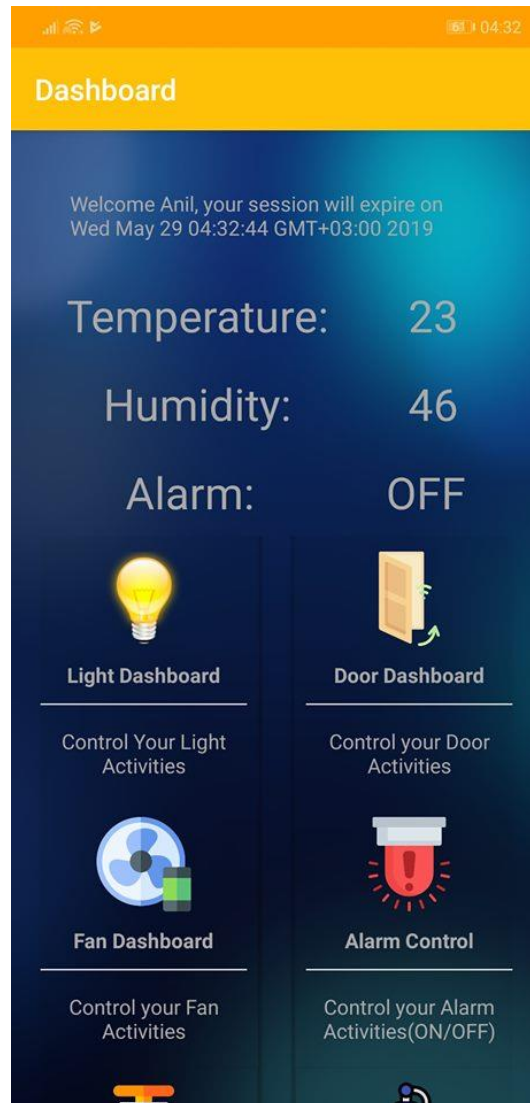 61 04:32
Dashboard
Welcome Anil, your session will expire on
Wed May 29 04:32:44 GMT+03:00 2019
Temperature: 23
Humidity: 46
Alarm: OFF
Light Dashboard
Door Dashboard
Control Your Light
Activities
Control your Door
Activities
Fan Dashboard
Alarm Control
Control your Fan
Activities
Control your Alarm
Activities(ON/OFF)